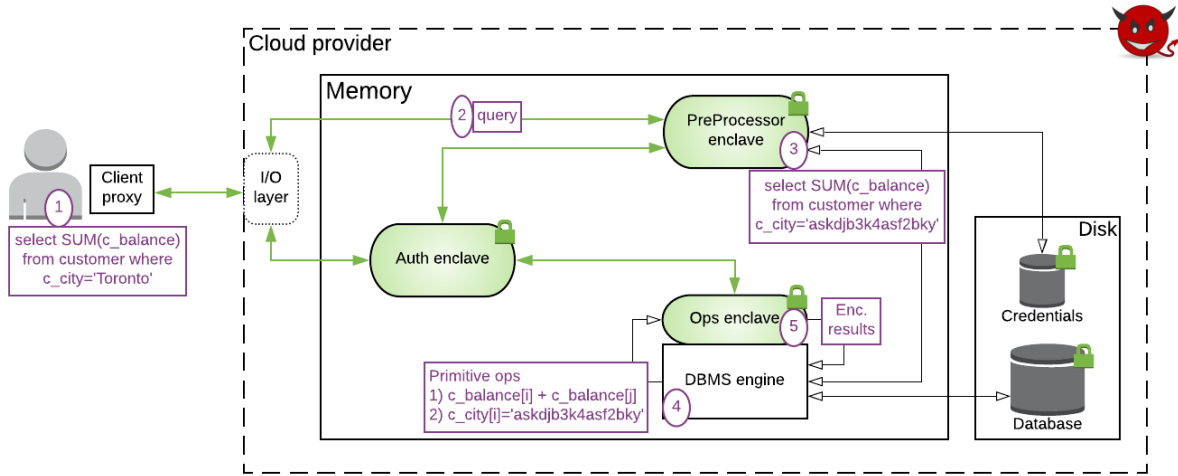 Cloud provider
Memory
2
query
PreProcessor
enclave
3
Client
proxy
I/O
layer
1
select SUM(c_balance)
from customer where
c_city='Toronto'
select SUM(c_balance)
from customer where
c_city='askdjb3k4asf2bky'
Auth enclave
Disk
Credentials
Ops enclave
5
Enc.
results
Primitive ops
1) c_balance[i] + c_balance[j]
2) c_city[i]='askdjb3k4asf2bky'
DBMS engine
4
Database